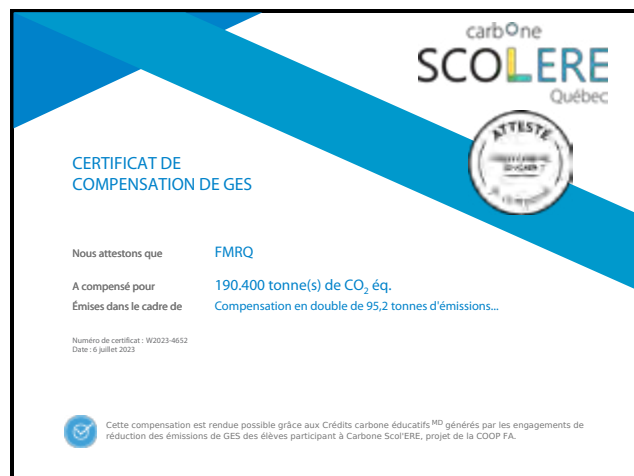 carbone
SCOLERE
Québec
ATTESTÉ
CERTIFICAT DE
COMPENSATION DE GES
Nous attestons que FMRQ
A compensé pour 190.400 tonne(s) de CO₂ éq.
Émises dans le cadre de Compensation en double de 95,2 tonnes d'émissions...
Numéro de certificat : W2023-4652
Date : 6 juillet 2023
Cette compensation est rendue possible grâce aux Crédits carbone éducatifs MD générés par les engagements de
réduction des émissions de GES des élèves participant à Carbone Scol'ERE, projet de la COOP FA.